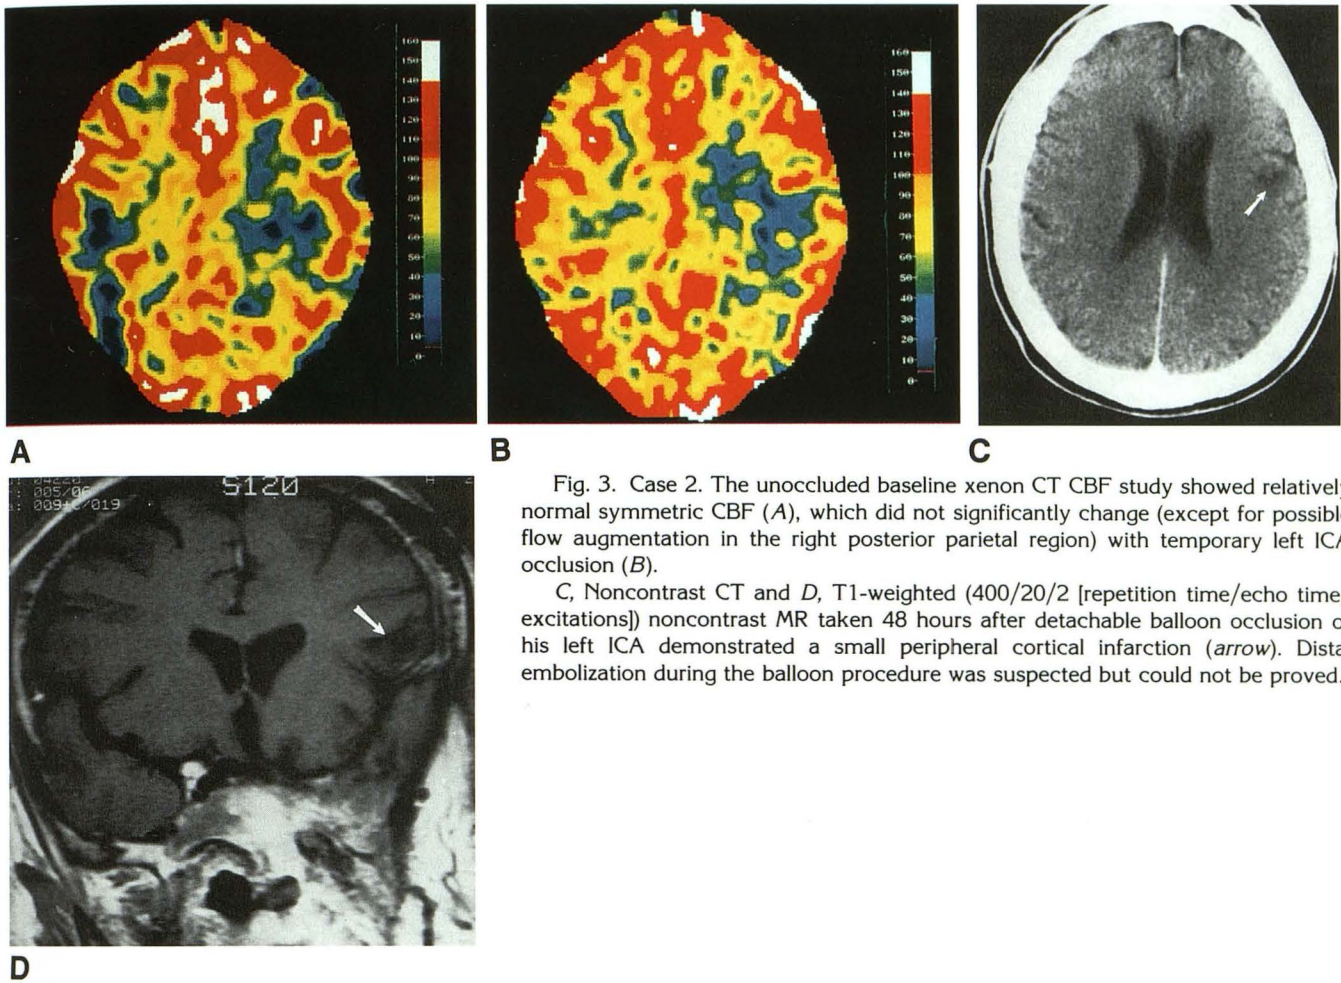 160
150
140
130
120
110
100
90
80
70
60
50
40
30
20
10
0
160
150
140
130
120
110
100
90
80
70
60
50
40
30
20
10
0
A
B
C
S120
005/06
019
D
Fig. 3. Case 2. The unoccluded baseline xenon CT CBF study showed relatively
normal symmetric CBF (A), which did not significantly change (except for possibl
flow augmentation in the right posterior parietal region) with temporary left ICA
occlusion (B).
C, Noncontrast CT and D, T1-weighted (400/20/2 [repetition time/echo time
excitations]) noncontrast MR taken 48 hours after detachable balloon occlusion o
his left ICA demonstrated a small peripheral cortical infarction (arrow). Dista
embolization during the balloon procedure was suspected but could not be proved.